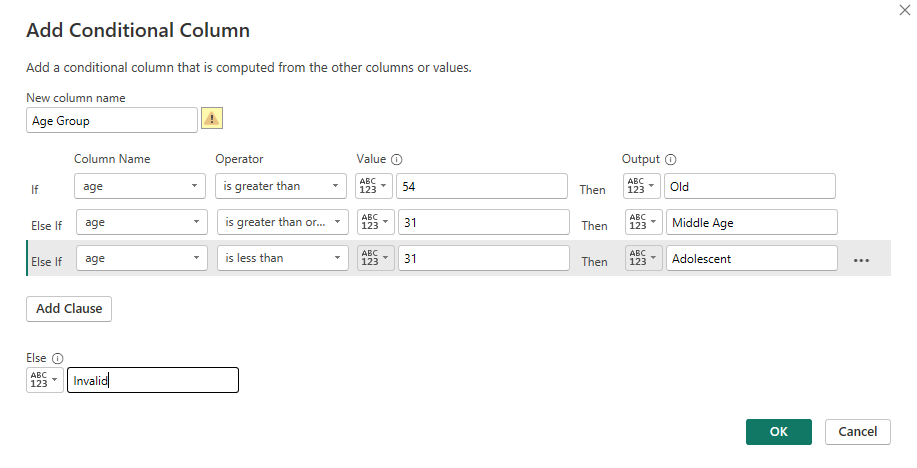 Add Conditional Column
Add a conditional column that is computed from the other columns or values.
New column name
Age Group
Column Name Operator Value Output
If age is greater than ABC 123 54 Then ABC 123 Old
Else If age is greater than or... ABC 123 31 Then ABC 123 Middle Age
Else If age is less than ABC 123 31 Then ABC 123 Adolescent ...
Add Clause
Else
ABC 123 Invalid
OK Cancel